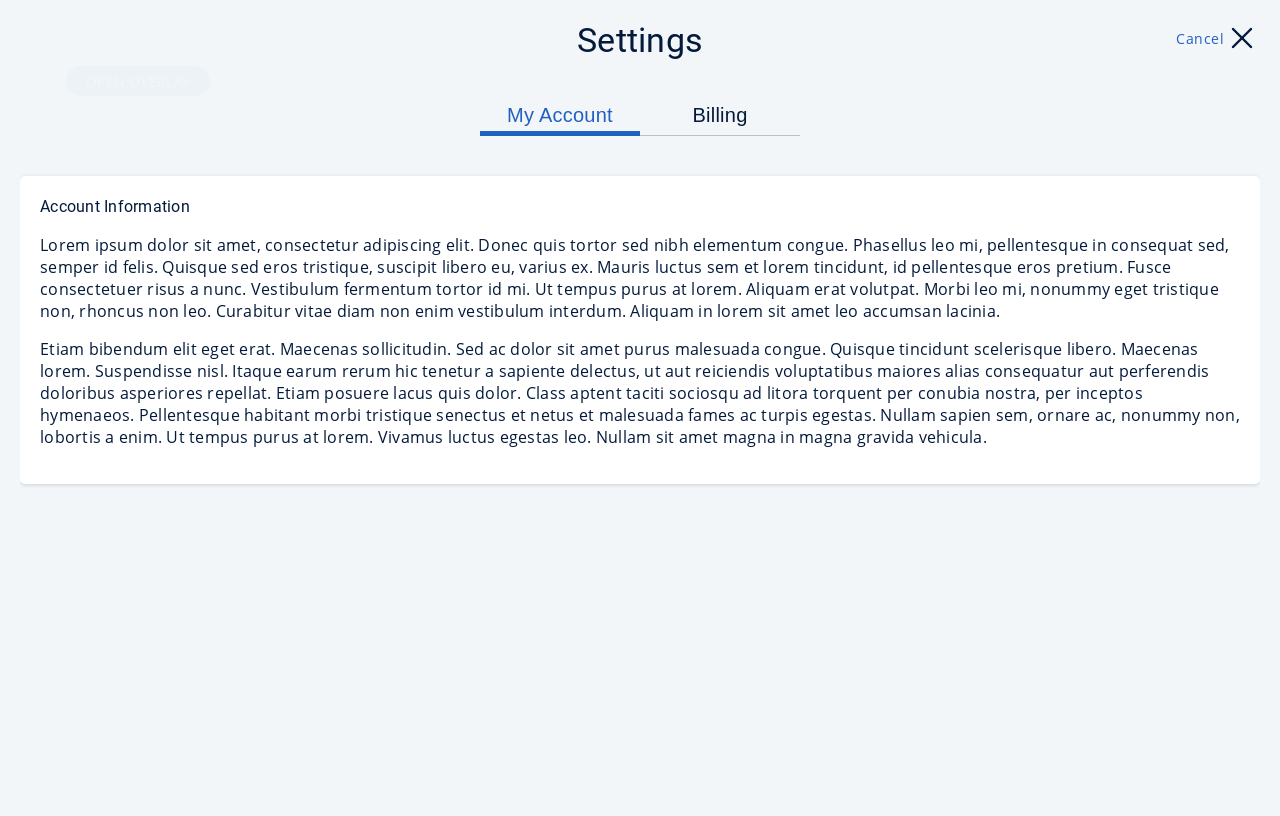 Settings
Cancel
OPEN OVERLAY
My Account
Billing
Account Information
Lorem ipsum dolor sit amet, consectetur adipiscing elit. Donec quis tortor sed nibh elementum congue. Phasellus leo mi, pellentesque in consequat sed,
semper id felis. Quisque sed eros tristique, suscipit libero eu, varius ex. Mauris luctus sem et lorem tincidunt, id pellentesque eros pretium. Fusce
consectetuer risus a nunc. Vestibulum fermentum tortor id mi. Ut tempus purus at lorem. Aliquam erat volutpat. Morbi leo mi, nonummy eget tristique
non, rhoncus non leo. Curabitur vitae diam non enim vestibulum interdum. Aliquam in lorem sit amet leo accumsan lacinia.
Etiam bibendum elit eget erat. Maecenas sollicitudin. Sed ac dolor sit amet purus malesuada congue. Quisque tincidunt scelerisque libero. Maecenas
lorem. Suspendisse nisl. Itaque earum rerum hic tenetur a sapiente delectus, ut aut reiciendis voluptatibus maiores alias consequatur aut perferendis
doloribus asperiores repellat. Etiam posuere lacus quis dolor. Class aptent taciti sociosqu ad litora torquent per conubia nostra, per inceptos
hymenaeos. Pellentesque habitant morbi tristique senectus et netus et malesuada fames ac turpis egestas. Nullam sapien sem, ornare ac, nonummy non,
lobortis a enim. Ut tempus purus at lorem. Vivamus luctus egestas leo. Nullam sit amet magna in magna gravida vehicula.